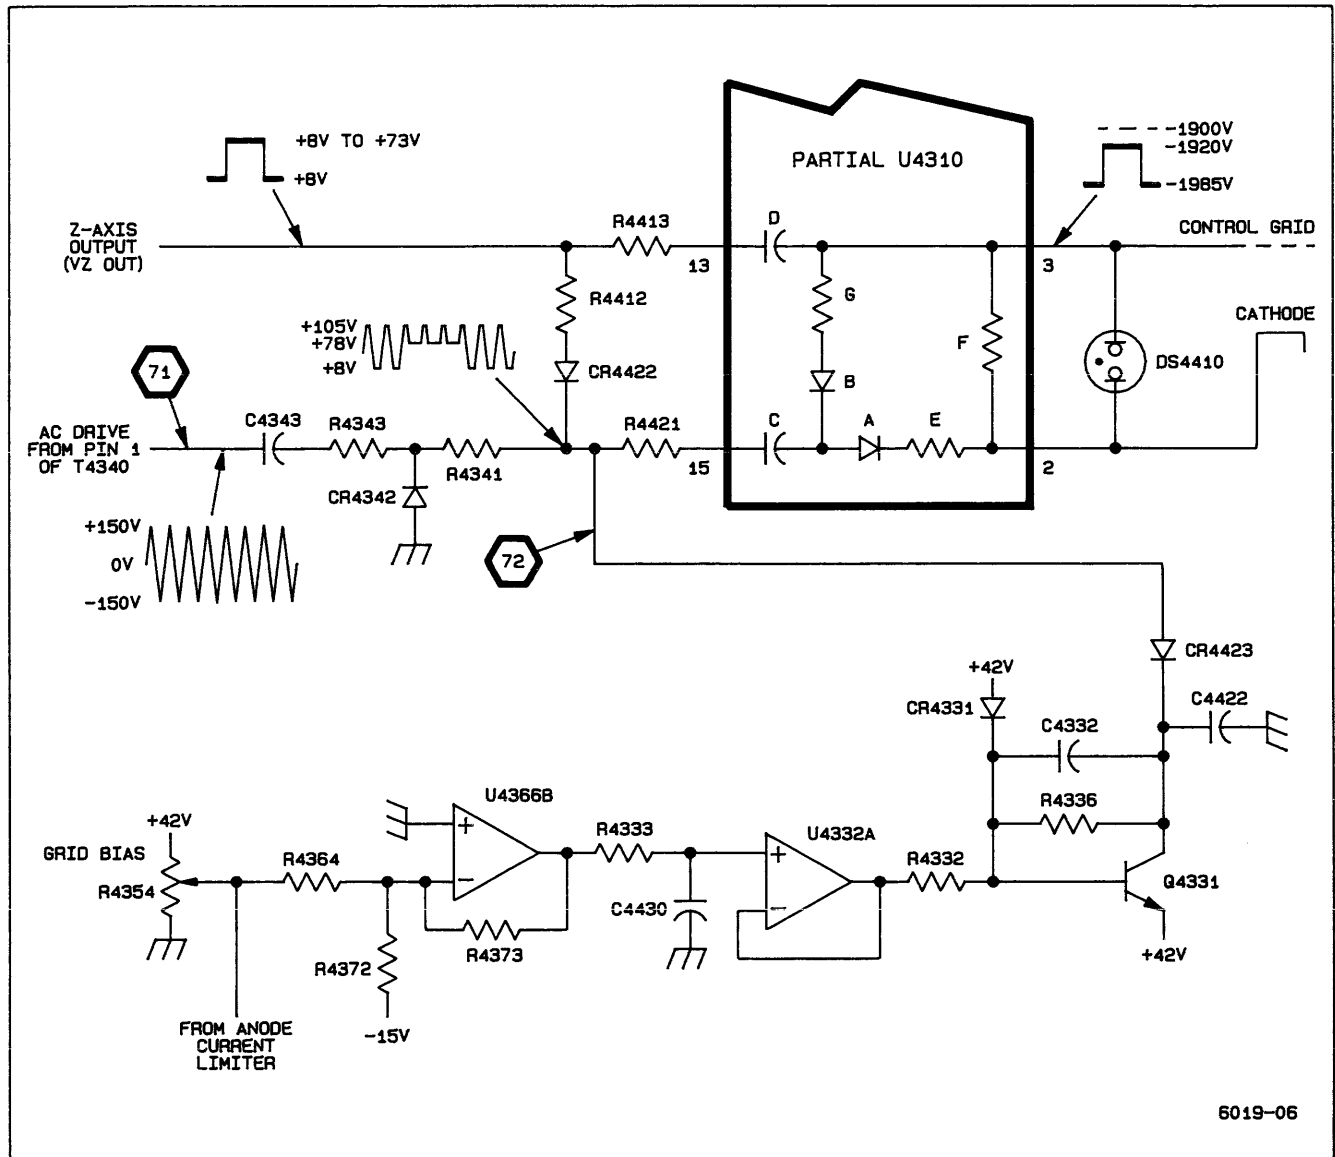 +8V TO +73V
+8V
Z-AXIS
OUTPUT
(VZ OUT)
R4413
13
D
PARTIAL U4310
-1900V
-1920V
-1985V
CONTROL GRID
3
R4412
G
F
CATHODE
DS4410
+105V
+78V
+8V
71
CR4422
B
AC DRIVE
FROM PIN 1
OF T4340
C4343
R4343
R4341
R4421
15
C
A
E
2
CR4342
+150V
0V
-150V
72
+42V
CR4423
CR4331
C4422
C4332
R4336
U4366B
+
-
+42V
GRID BIAS
R4354
R4364
R4333
U4332A
+
-
R4332
Q4331
C4430
R4373
R4372
-15V
+42V
FROM ANODE
CURRENT
LIMITER
6019-06